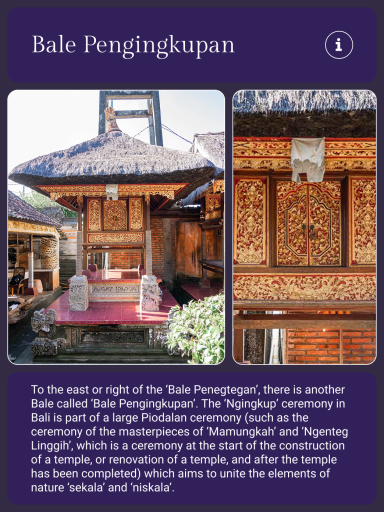 Bale Pengingkupan
To the east or right of the 'Bale Penegtegan', there is another
Bale called 'Bale Pengingkupan'. The 'Ngingkup' ceremony in
Bali is part of a large Piodalan ceremony (such as the
ceremony of the masterpieces of 'Mamungkah' and 'Ngenteg
Linggih', which is a ceremony at the start of the construction
of a temple, or renovation of a temple, and after the temple
has been completed) which aims to unite the elements of
nature 'sekala' and 'niskala'.